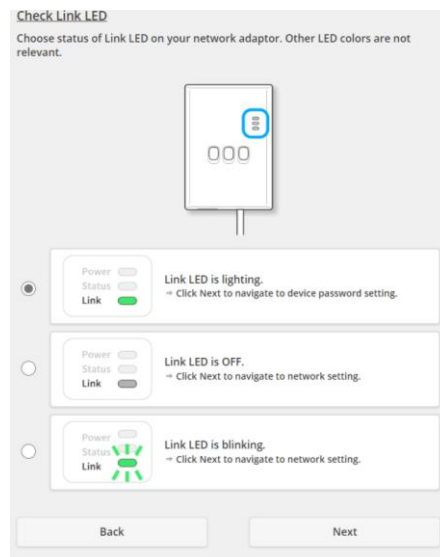 Check Link LED
Choose status of Link LED on your network adaptor. Other LED colors are not
relevant.
Power
Status
Link
Link LED is lighting.
⇒ Click Next to navigate to device password setting.
Power
Status
Link
Link LED is OFF.
⇒ Click Next to navigate to network setting.
Power
Status
Link
Link LED is blinking.
⇒ Click Next to navigate to network setting.
Back
Next